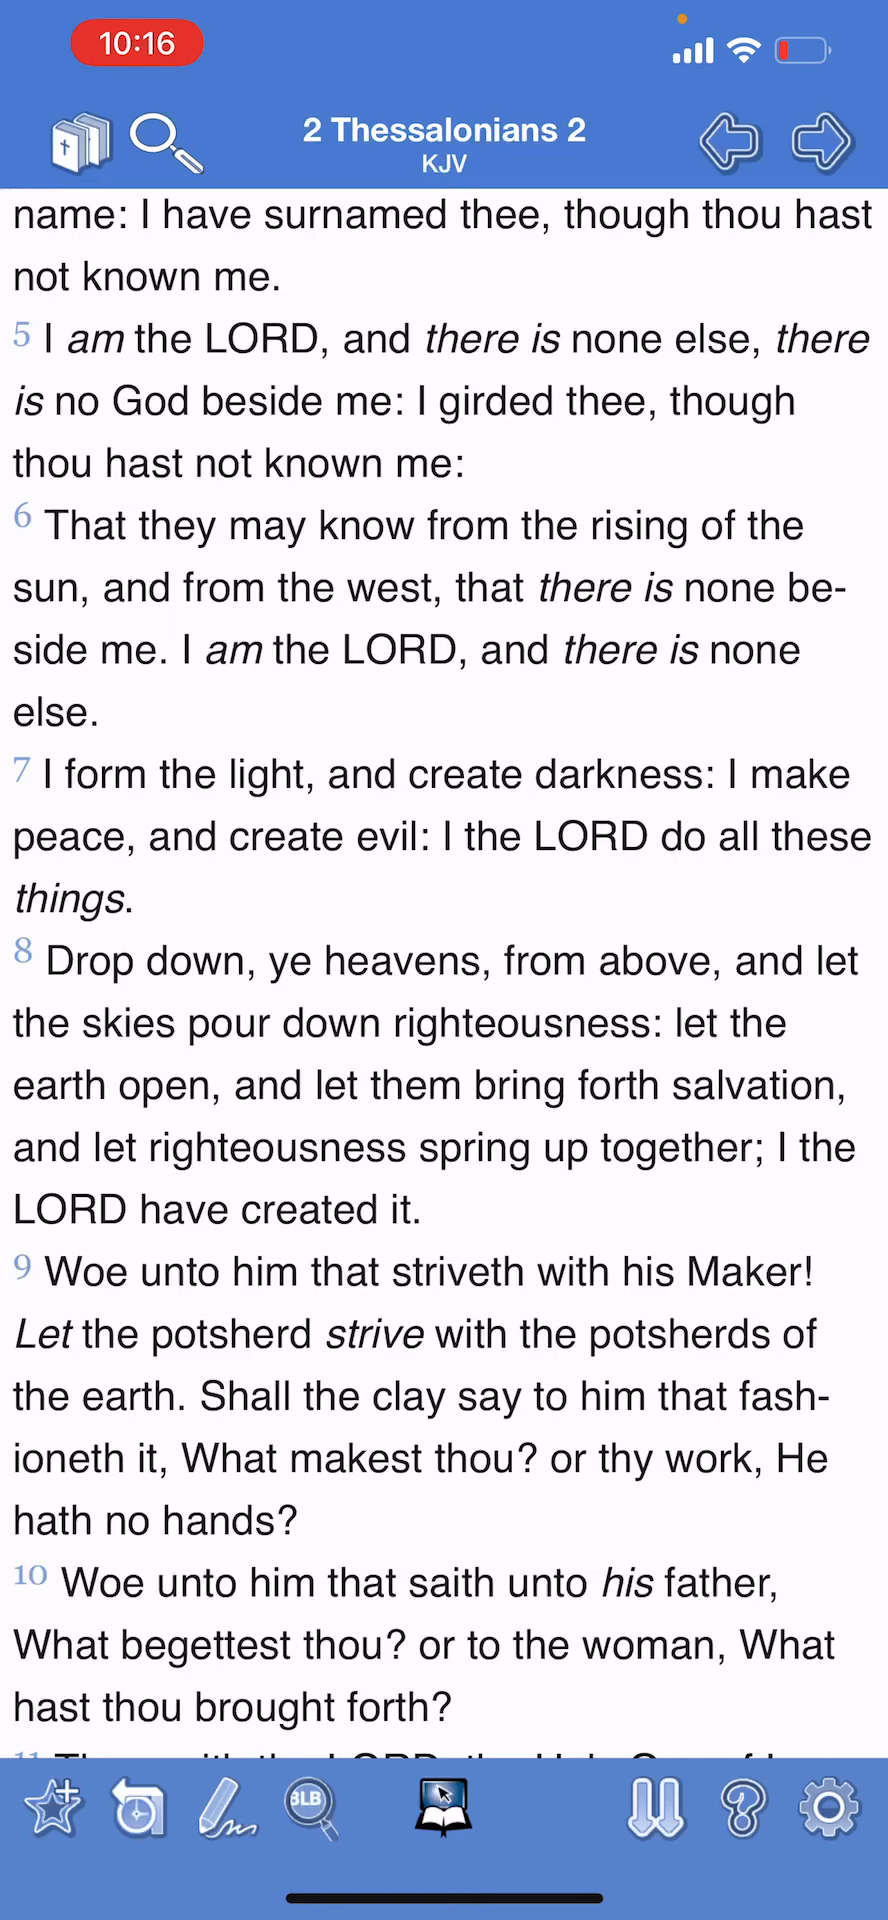 10:16
2 Thessalonians 2
KJV
name: I have surnamed thee, though thou hast
not known me.
5 I am the LORD, and there is none else, there
is no God beside me: I girded thee, though
thou hast not known me:
6 That they may know from the rising of the
sun, and from the west, that there is none be-
side me. I am the LORD, and there is none
else.
7 I form the light, and create darkness: I make
peace, and create evil: I the LORD do all these
things.
8 Drop down, ye heavens, from above, and let
the skies pour down righteousness: let the
earth open, and let them bring forth salvation,
and let righteousness spring up together; I the
LORD have created it.
9 Woe unto him that striveth with his Maker!
Let the potsherd strive with the potsherds of
the earth. Shall the clay say to him that fash-
ioneth it, What makest thou? or thy work, He
hath no hands?
10 Woe unto him that saith unto his father,
What begettest thou? or to the woman, What
hast thou brought forth?
BLB